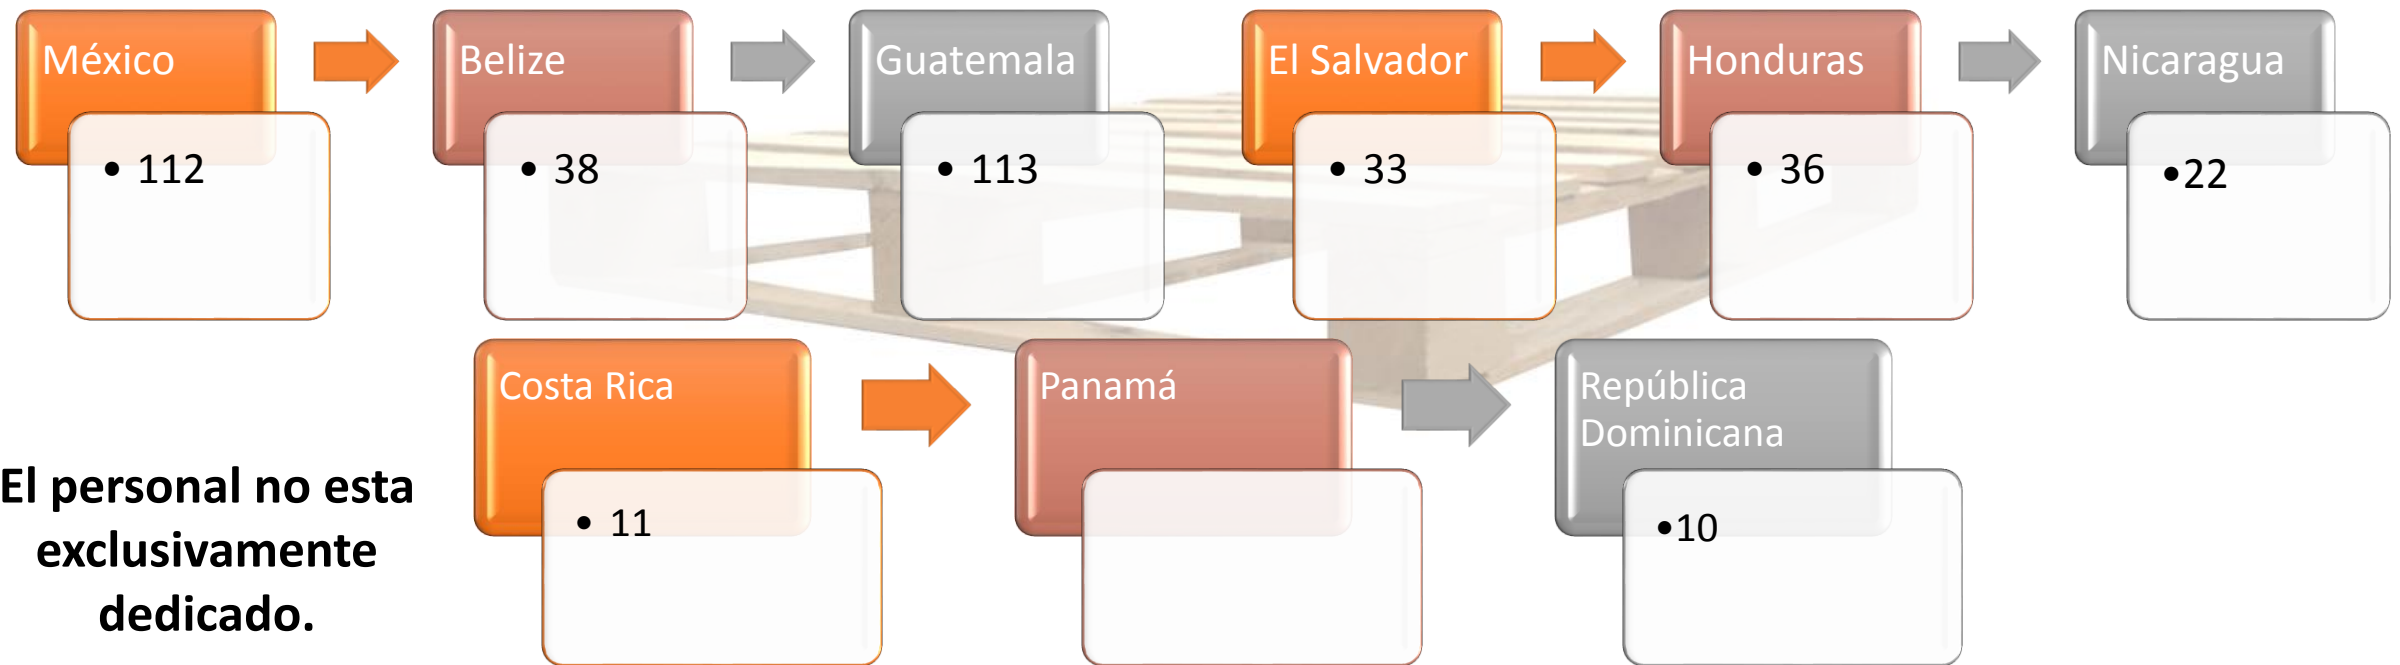 México
• 112
Belize
• 38
Guatemala
• 113
El Salvador
• 33
Honduras
• 36
Nicaragua
•22
Costa Rica
• 11
Panamá
República
Dominicana
•10
El personal no esta
exclusivamente
dedicado.